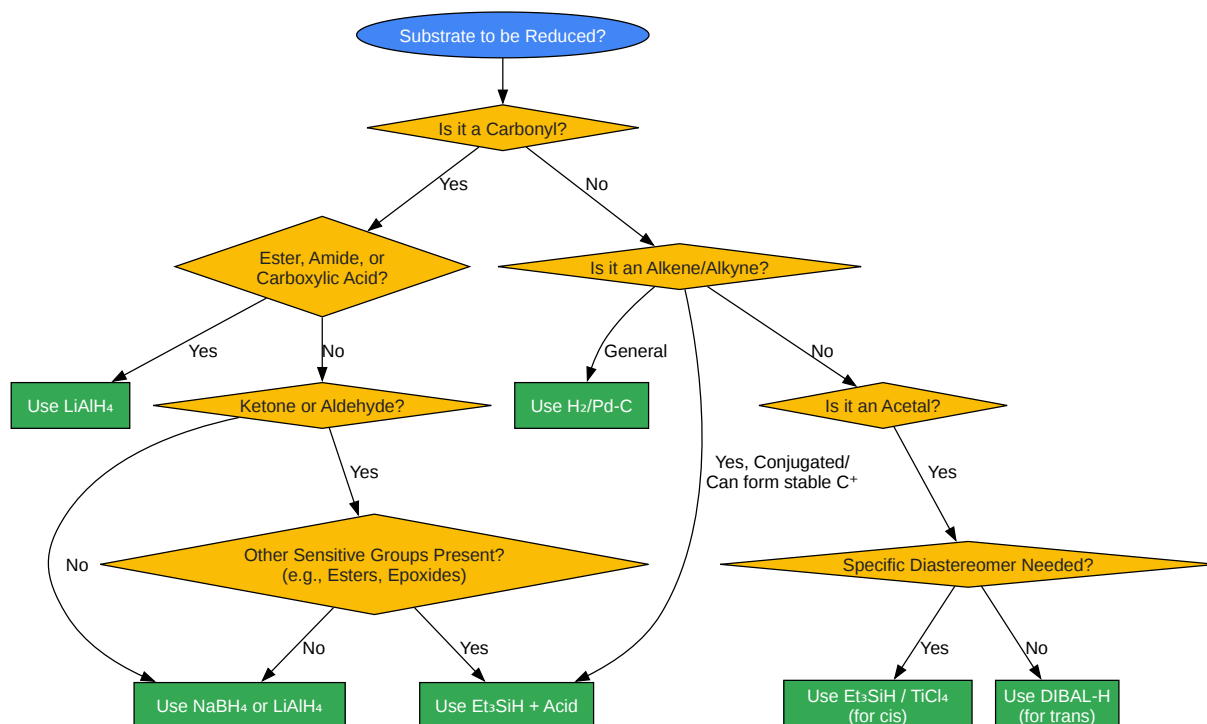 Substrate to be Reduced?
Is it a Carbonyl?
Yes
No
Ester, Amide, or
Carboxylic Acid?
Is it an Alkene/Alkyne?
Yes
No
General
No
Use LiAlH₄
Ketone or Aldehyde?
Use H₂/Pd-C
Is it an Acetal?
Yes
Yes, Conjugated/
Can form stable C⁺
Yes
No
Other Sensitive Groups Present?
(e.g., Esters, Epoxides)
Specific Diastereomer Needed?
No
Yes
Yes
No
Use NaBH₄ or LiAlH₄
Use Et₃SiH + Acid
Use Et₃SiH / TiCl₄
(for cis)
Use DIBAL-H
(for trans)